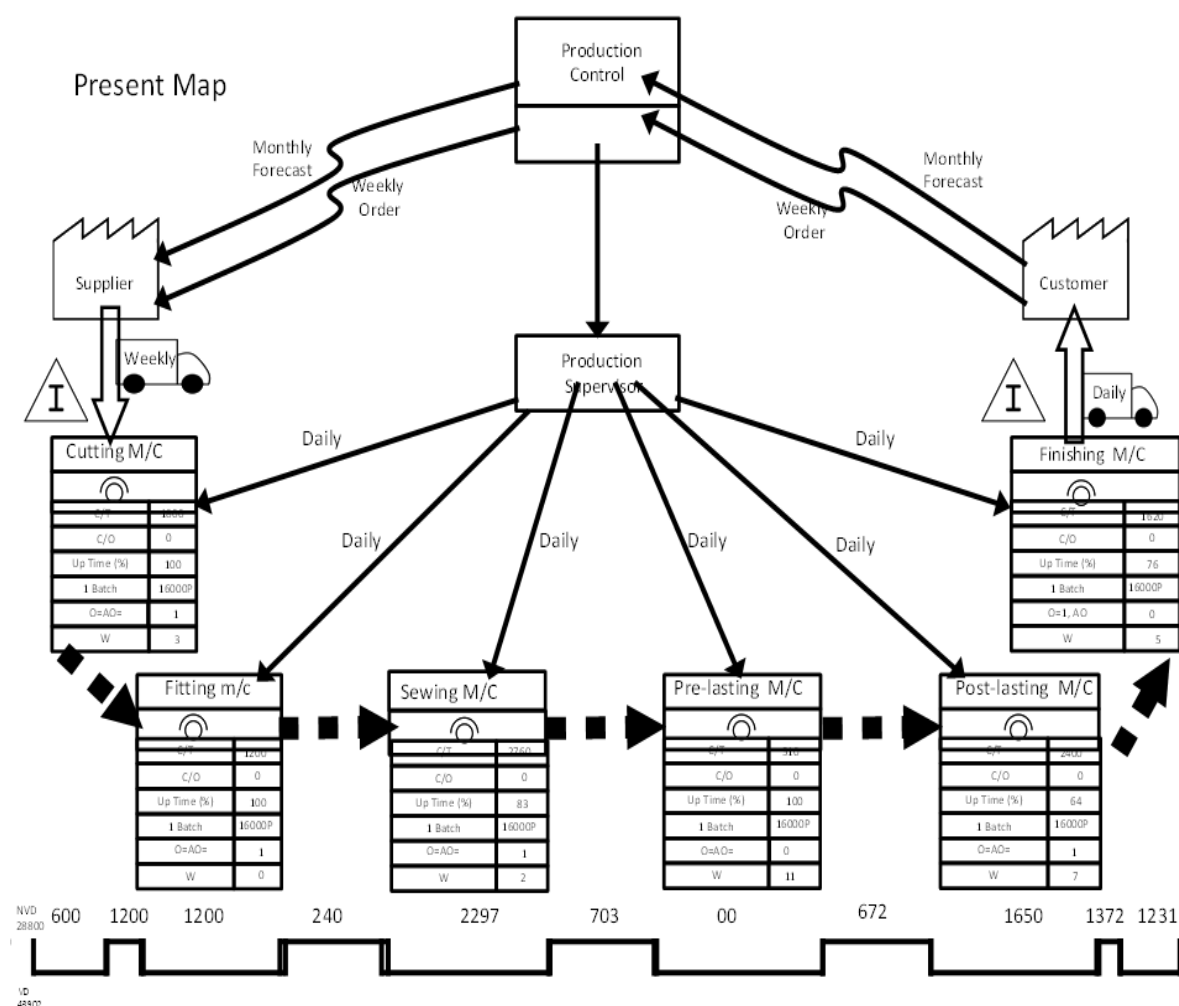 Production
Control
Present Map
Monthly
Forecast
Weekly
Order
Monthly
Forecast
Weekly
Order
Supplier
Customer
Production
Supervisor
Weekly
I
I
Daily
Cutting M/C
C/O 0
Up Time (%) 100
1 Batch 16000P
O=AO= 1
W 3
Daily
Daily
Finishing M/C
C/T 1620
C/O 0
Up Time (%) 76
1 Batch 16000P
O=1, AO 0
W 5
Daily
Daily
Daily
Daily
Fitting m/c
C/T 1200
C/O 0
Up Time (%) 100
1 Batch 16000P
O=AO= 1
W 0
Sewing M/C
C/T 2760
C/O 0
Up Time (%) 83
1 Batch 16000P
O=AO= 1
W 2
Pre-lasting M/C
C/T 510
C/O 0
Up Time (%) 100
1 Batch 16000P
O=AO= 0
W 11
Post-lasting M/C
C/T 2400
C/O 0
Up Time (%) 64
1 Batch 16000P
O=AO= 1
W 7
NVD
28800
600 1200 1200 240 2297 703 00 672 1650 1372 1231
VD
48902